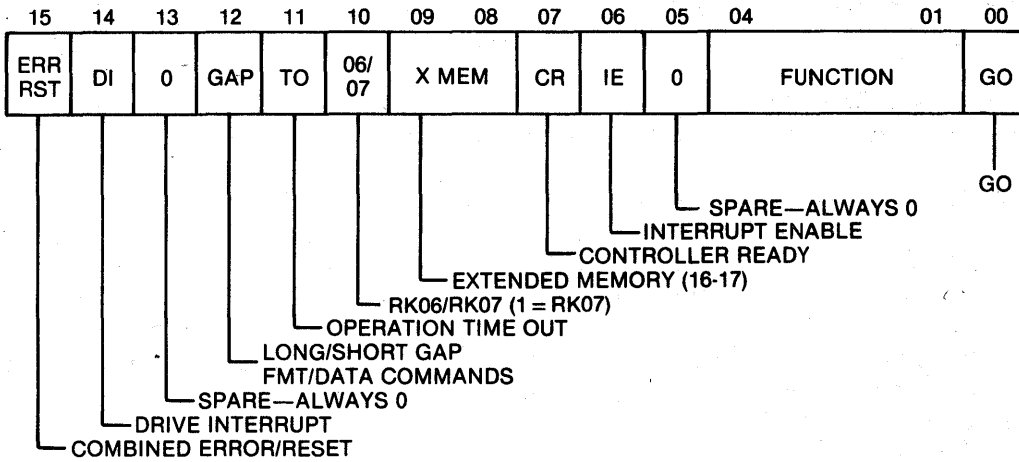 15 14 13 12 11 10 09 08 07 06 05 04 01 00
ERR RST DI 0 GAP TO 06/ 07 X MEM CR IE 0 FUNCTION GO
GO
SPARE—ALWAYS 0
INTERRUPT ENABLE
CONTROLLER READY
EXTENDED MEMORY (16-17)
RK06/RK07 (1 = RK07)
OPERATION TIME OUT
LONG/SHORT GAP
FMT/DATA COMMANDS
SPARE—ALWAYS 0
DRIVE INTERRUPT
COMBINED ERROR/RESET